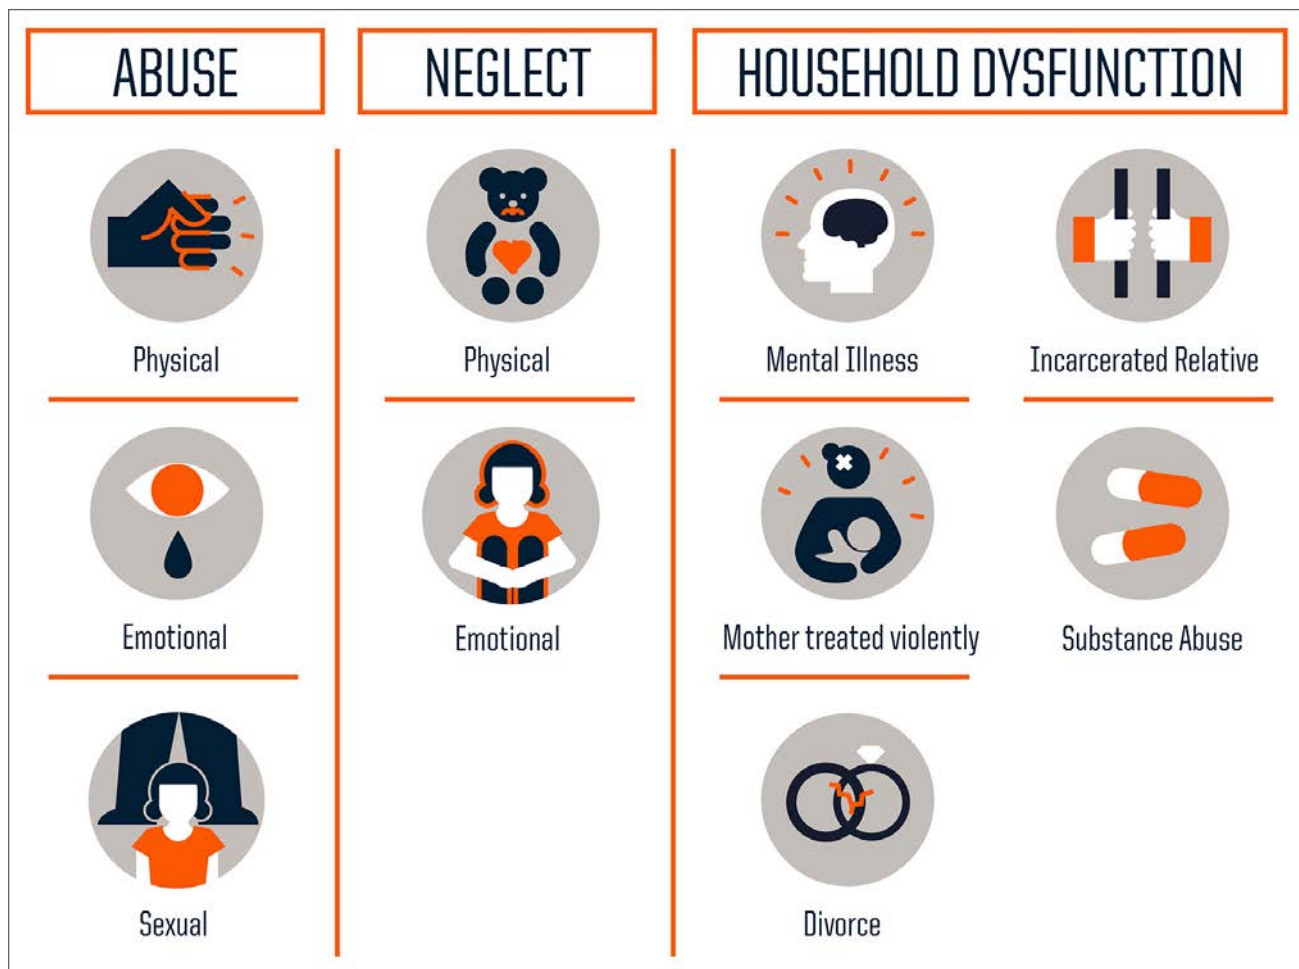 ABUSE
Physical
Emotional
Sexual
NEGLECT
Physical
Emotional
HOUSEHOLD DYSFUNCTION
Mental Illness
Incarcerated Relative
Mother treated violently
Substance Abuse
Divorce